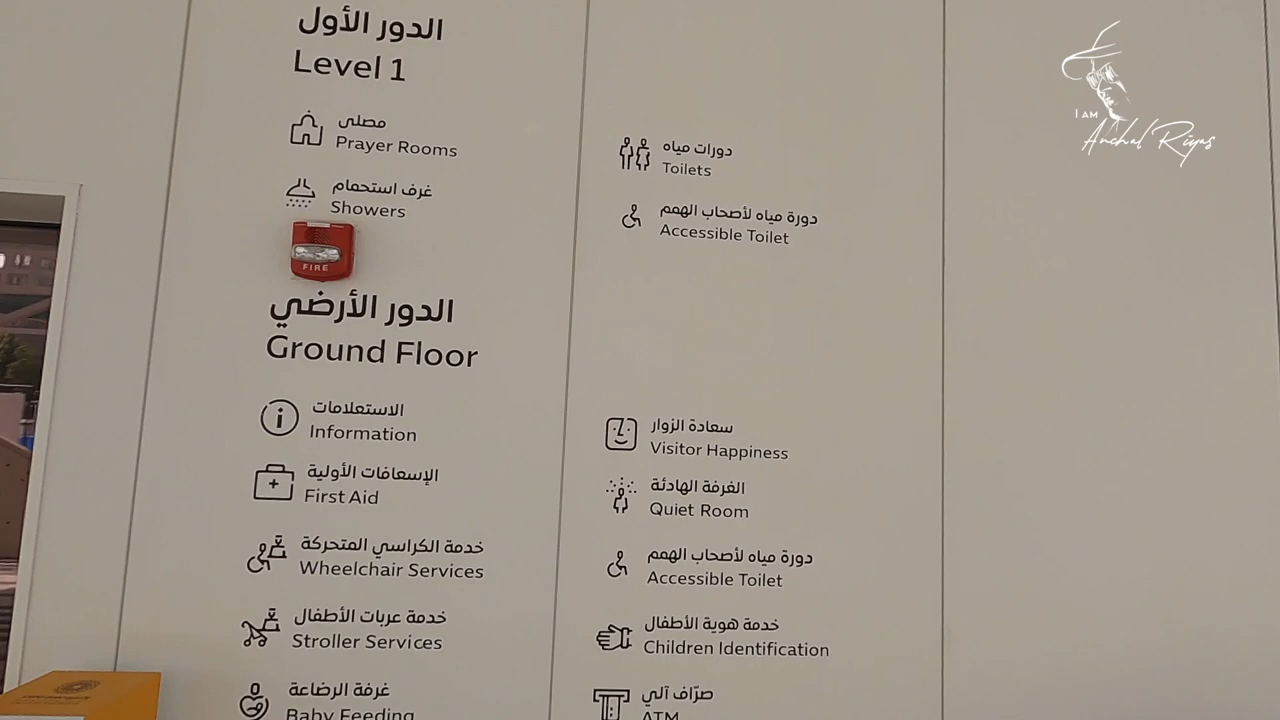 الدور الأول
Level 1
مصلى
Prayer Rooms
غرف استحمام
Showers
دورات مياه
Toilets
دورة مياه لأصحاب الهمم
Accessible Toilet
FIRE
الدور الأرضي
Ground Floor
الاستعلامات
Information
الإسعافات الأولية
First Aid
خدمة الكراسي المتحركة
Wheelchair Services
خدمة عربات الأطفال
Stroller Services
غرفة الرضاعة
Baby Feeding
سعادة الزوار
Visitor Happiness
الغرفة الهادئة
Quiet Room
دورة مياه لأصحاب الهمم
Accessible Toilet
خدمة هوية الأطفال
Children Identification
صرّاف آلي
ATM
I AM
Anchal Riyas